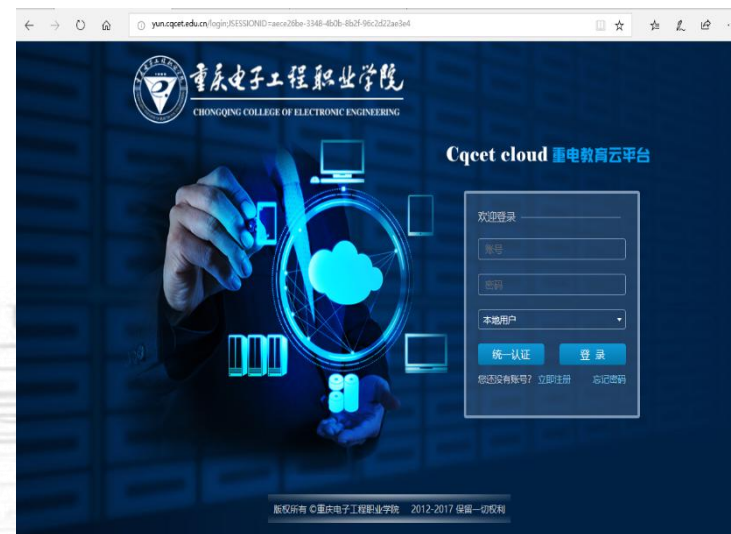 yun.cqcet.edu.cn/login;JSESSIONID=aece26be-3348-4b0b-8b2f-96c2d22ae3e4
重庆电子工程职业学院
CHONGQING COLLEGE OF ELECTRONIC ENGINEERING
Cqcet cloud 重电教育云平台
欢迎登录
账号
密码
本地用户
统一认证 登 录
您还没有账号? 立即注册 忘记密码
版权所有 ©重庆电子工程职业学院 2012-2017 保留一切权利